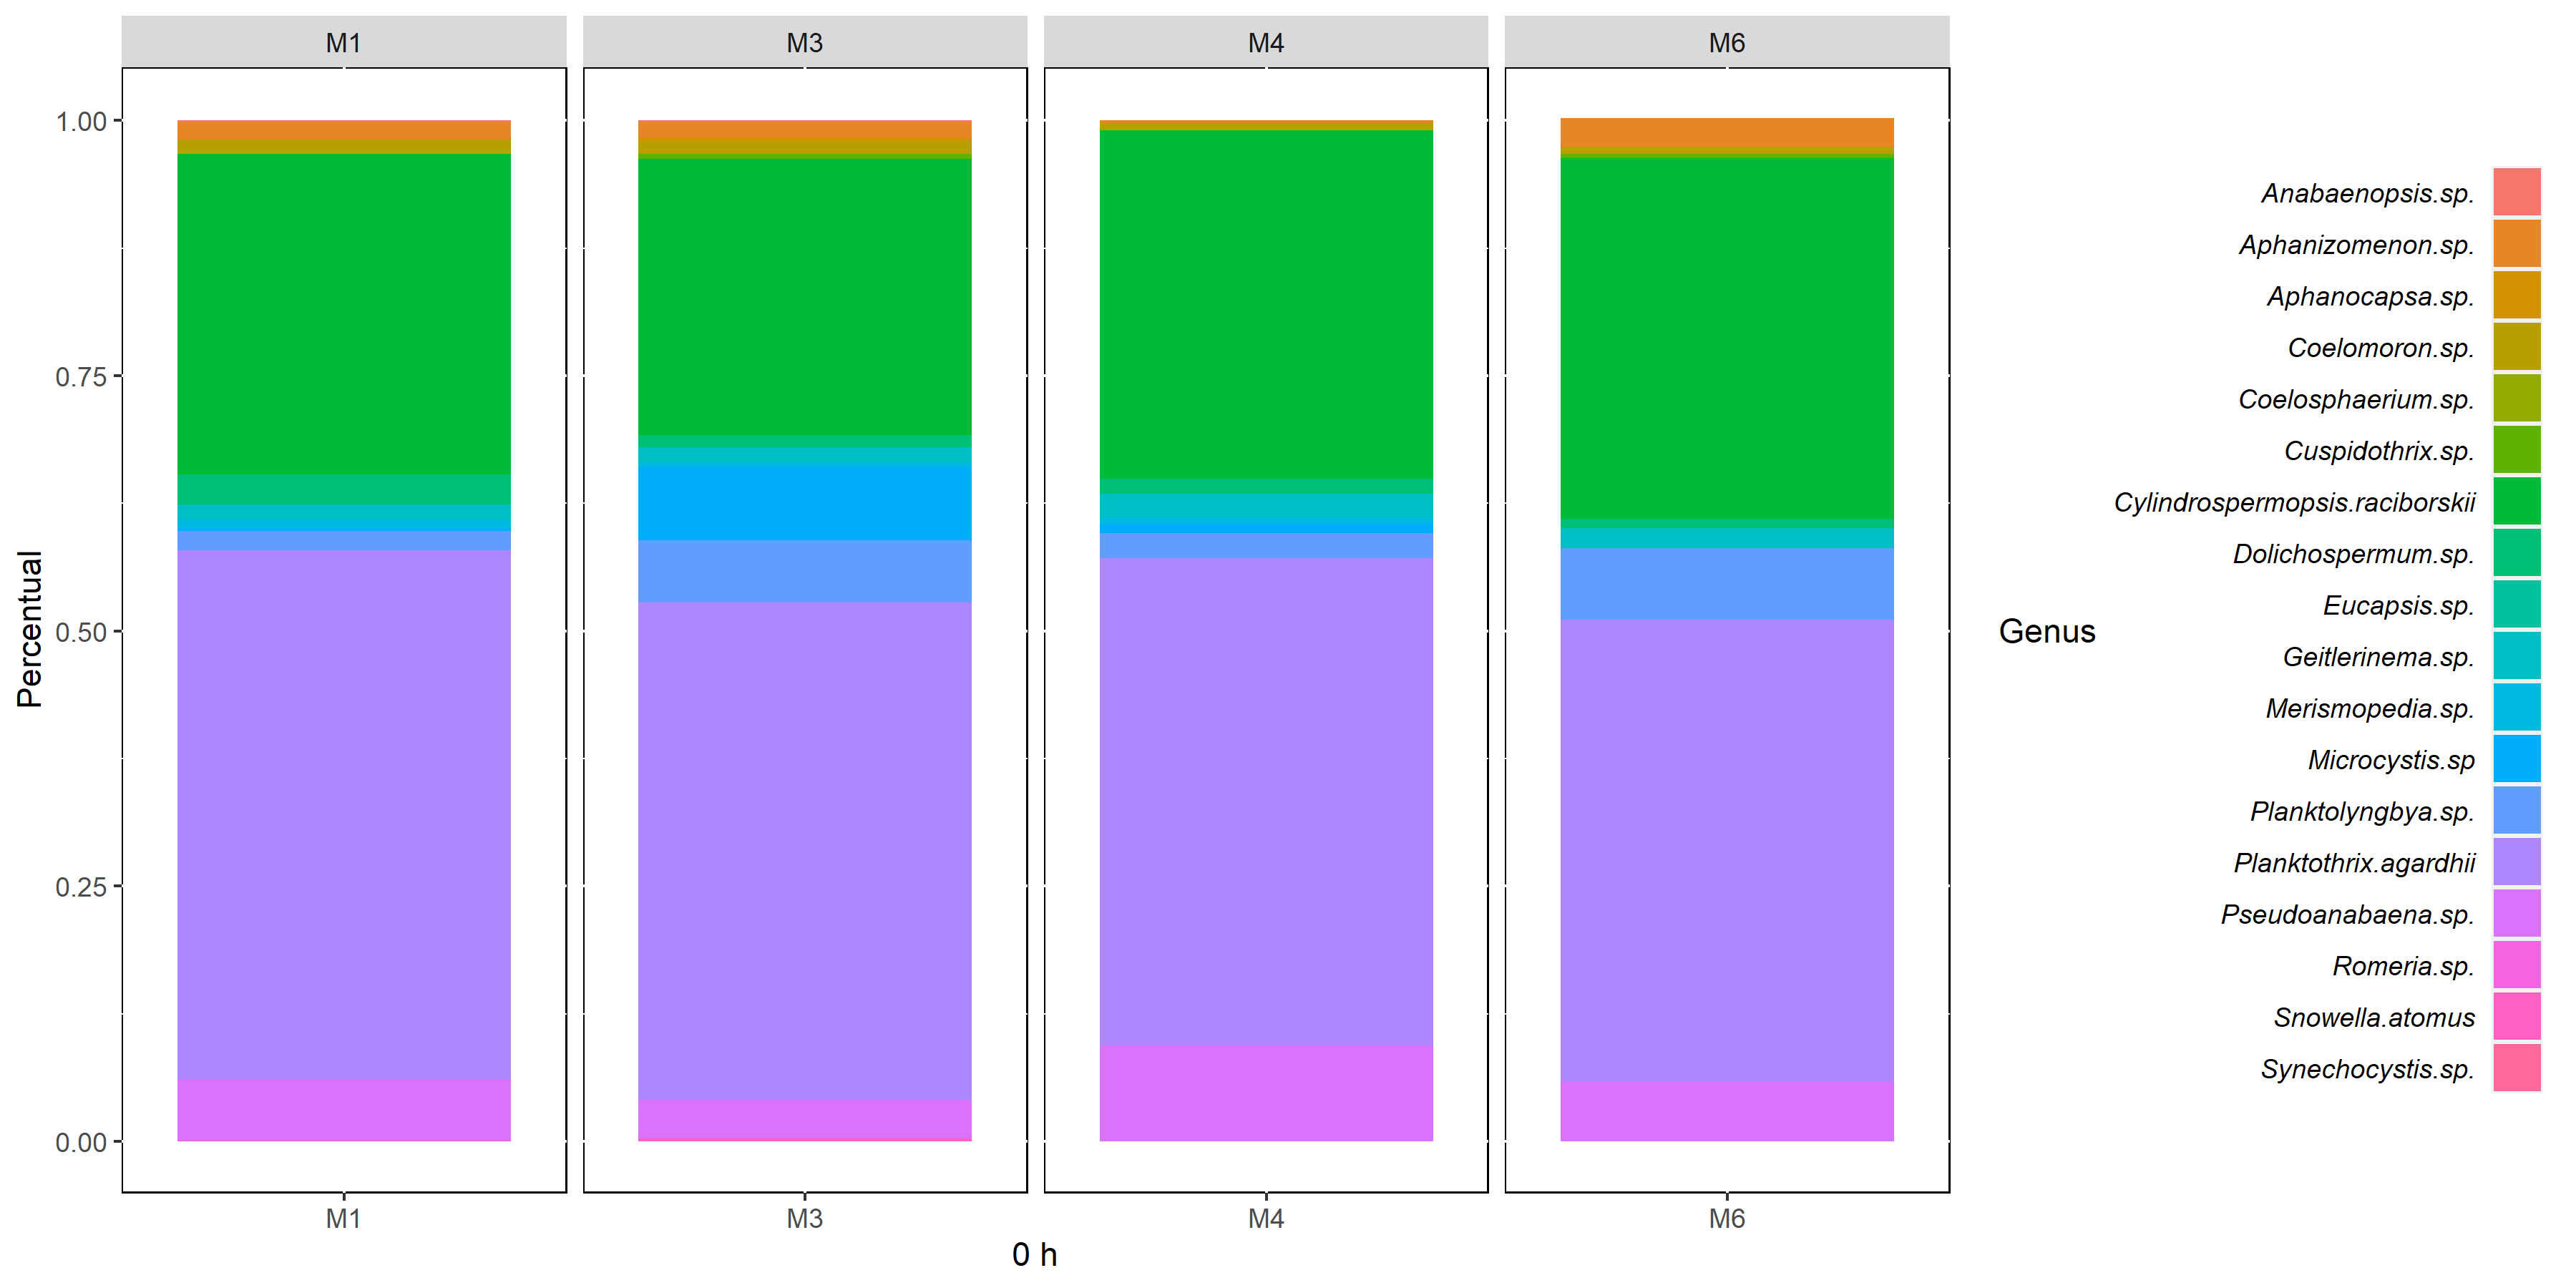 M1
M3
M4
M6
1.00
0.75
0.50
0.25
0.00
Percentual
M1
M3
M4
M6
0 h
Genus
Anabaenopsis.sp.
Aphanizomenon.sp.
Aphanocapsa.sp.
Coelomoron.sp.
Coelosphaerium.sp.
Cuspidothrix.sp.
Cylindrospermopsis.raciborskii
Dolichospermum.sp.
Eucapsis.sp.
Geitlerinema.sp.
Merismopedia.sp.
Microcystis.sp
Planktolyngbya.sp.
Planktothrix.agardhii
Pseudoanabaena.sp.
Romeria.sp.
Snowella.atomus
Synechocystis.sp.